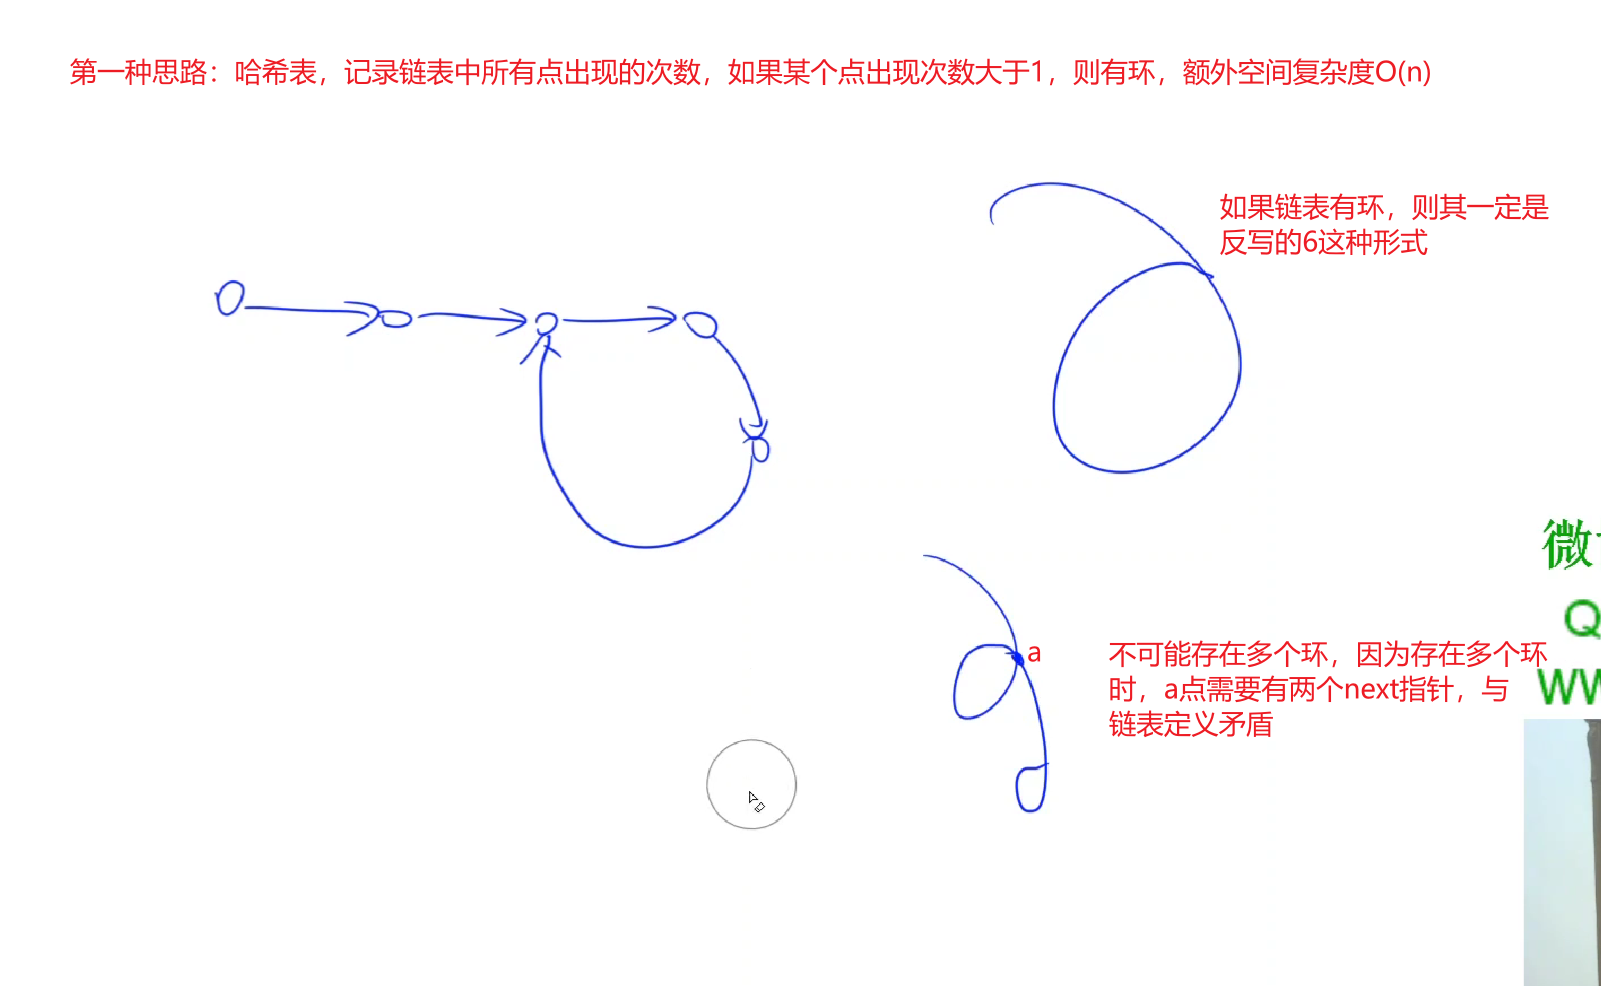 第一种思路：哈希表，记录链表中所有点出现的次数，如果某个点出现次数大于1，则有环，额外空间复杂度O(n)
如果链表有环，则其一定是
反写的6这种形式
微
Q
a
不可能存在多个环，因为存在多个环
时，a点需要有两个next指针，与
链表定义矛盾